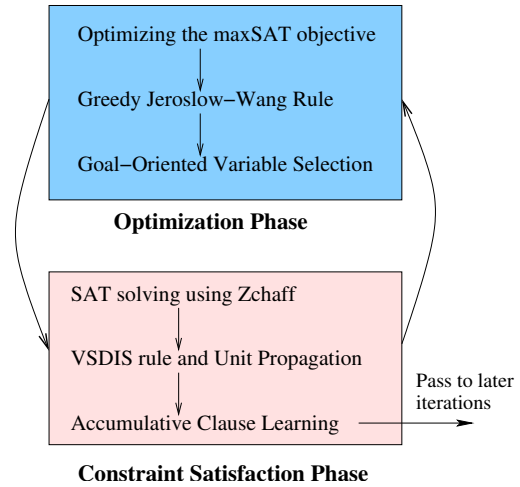 Optimizing the maxSAT objective
Greedy Jeroslow−Wang Rule
Goal−Oriented Variable Selection
Optimization Phase
SAT solving using Zchaff
VSDIS rule and Unit Propagation
Accumulative Clause Learning
Pass to later
iterations
Constraint Satisfaction Phase